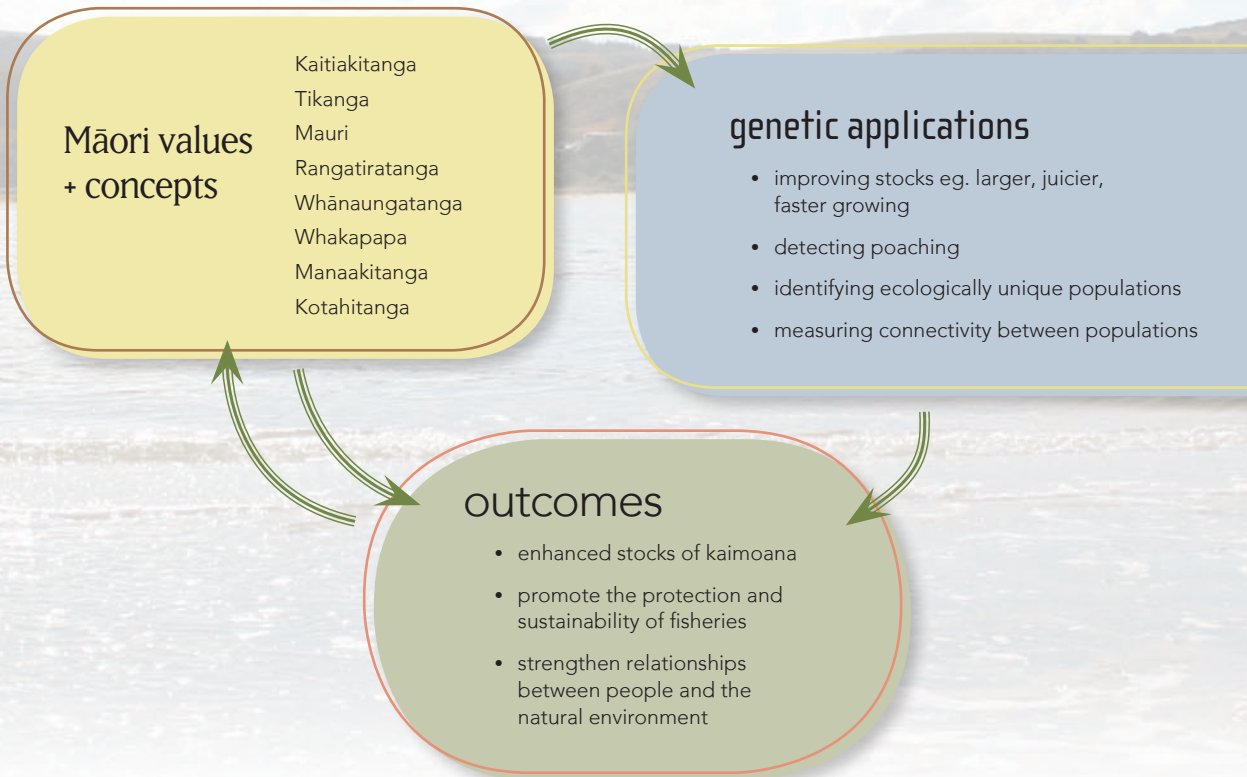 Māori values
+ concepts
Kaitiakitanga
Tikanga
Mauri
Rangatiratanga
Whānaungatanga
Whakapapa
Manaakitanga
Kotahitanga
genetic applications
• improving stocks eg. larger, juicier,
faster growing
• detecting poaching
• identifying ecologically unique populations
• measuring connectivity between populations
outcomes
• enhanced stocks of kaimoana
• promote the protection and
sustainability of fisheries
• strengthen relationships
between people and the
natural environment